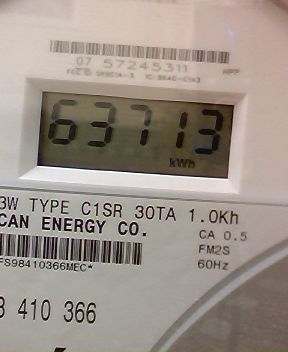 07 57245311
63713
kWh
3W TYPE C1SR 30TA 1.0Kh
CAN ENERGY CO.
CA 0.5
FM2S
FS98410366MEC*
60Hz
3 410 366